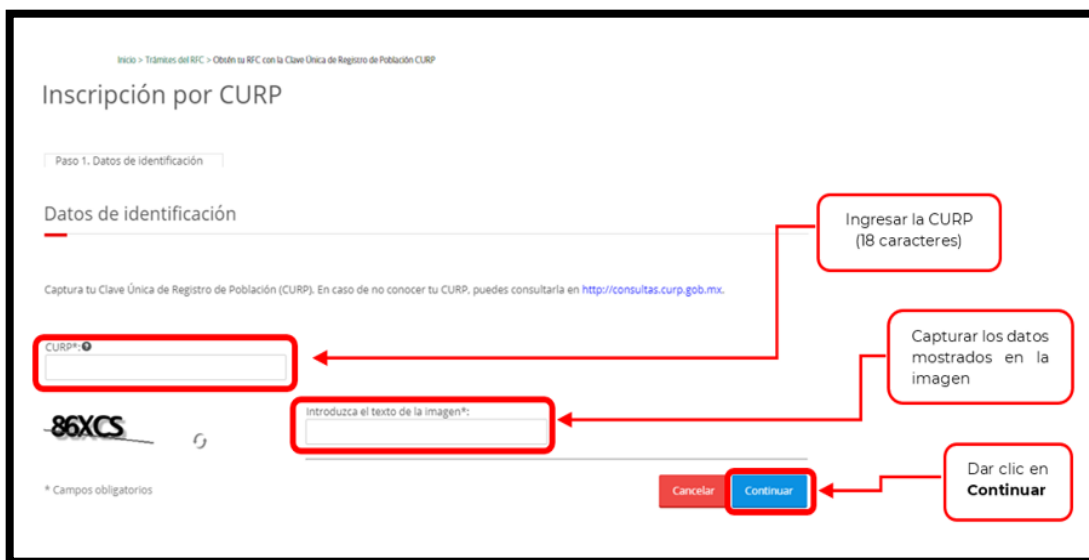 Inicio > Trámites del RFC > Obtén tu RFC con la Clave Única de Registro de Población CURP
Inscripción por CURP
Paso 1. Datos de identificación
Datos de identificación
Ingresar la CURP
(18 caracteres)
Captura tu Clave Única de Registro de Población (CURP). En caso de no conocer tu CURP, puedes consultarla en http://consultas.curp.gob.mx.
CURP*:
Capturar los datos
mostrados en la
imagen
Introduzca el texto de la imagen*:
86XCS
* Campos obligatorios
Cancelar
Continuar
Dar clic en
Continuar